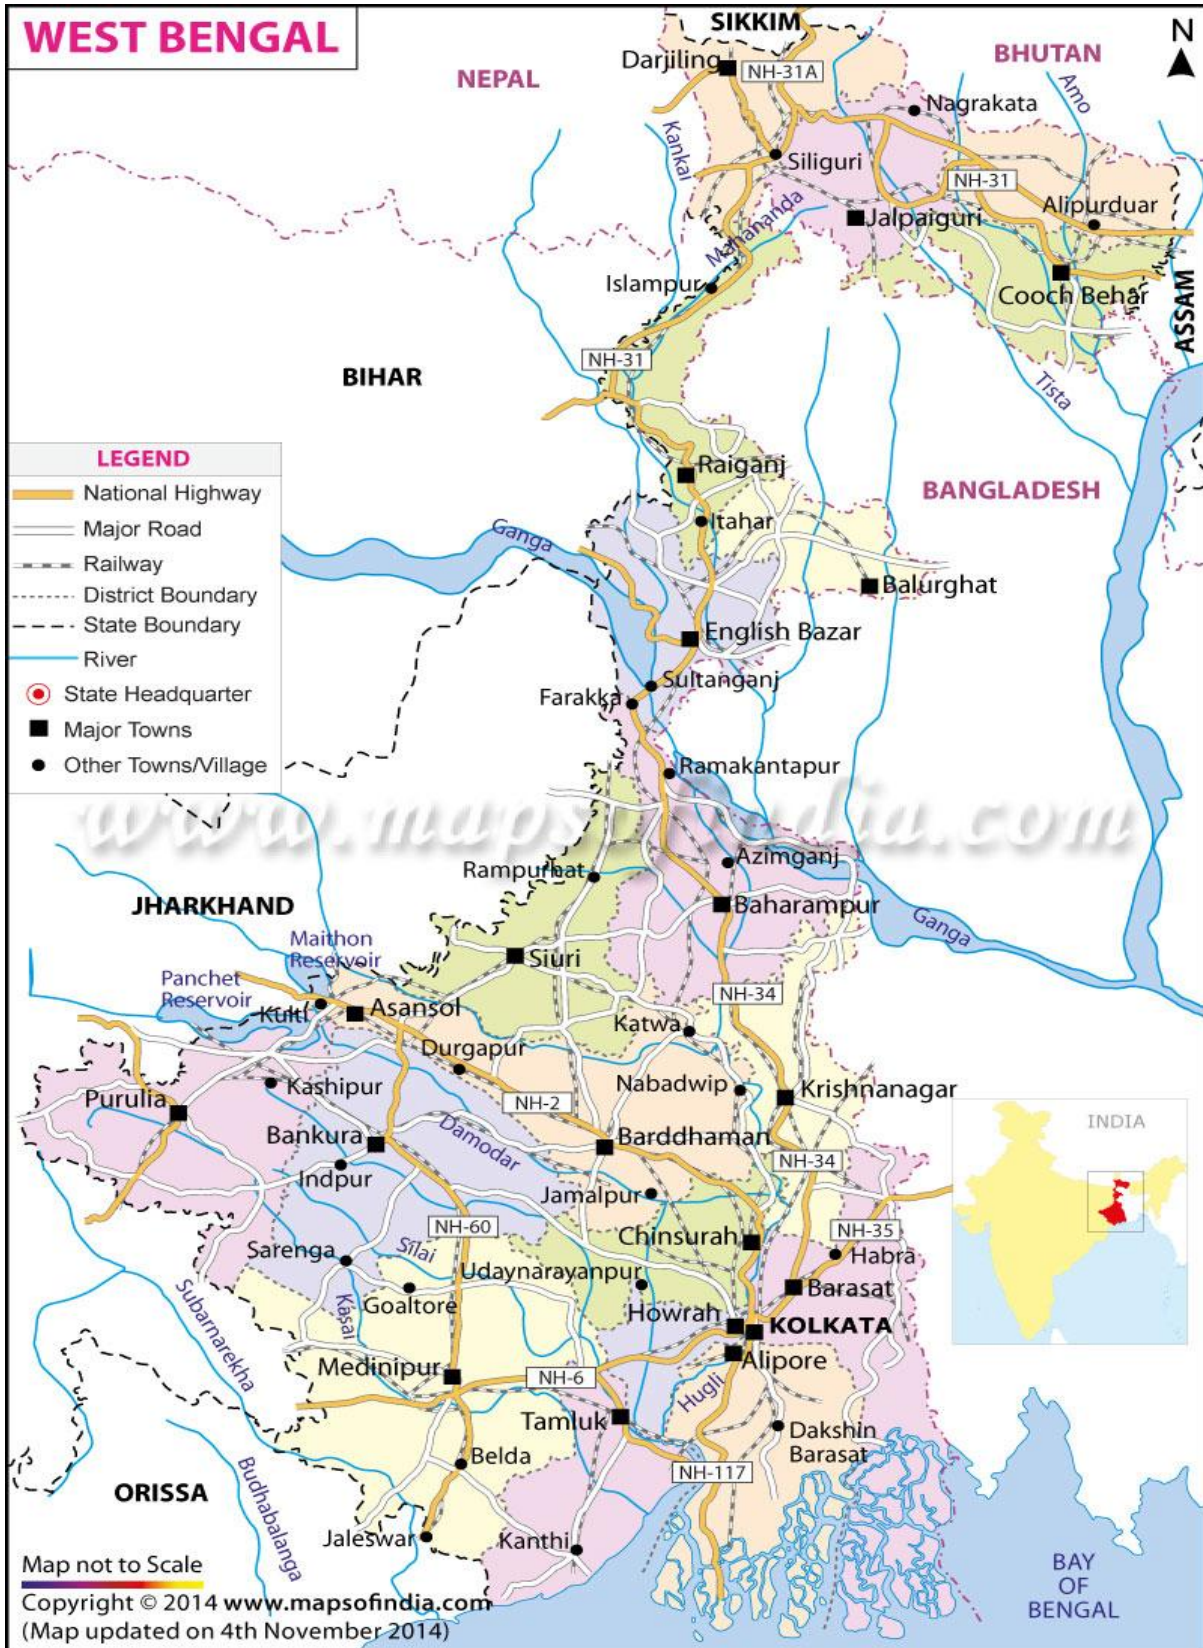 WEST BENGAL
SIKKIM
N
NEPAL
BHUTAN
Darjiling
NH-31A
Amo
Nagrakata
Kankai
Siliguri
NH-31
Mahananda
Jalpaiguri
Alipurduar
Islampur
Cooch Behar
ASSAM
NH-31
BIHAR
Tista
LEGEND
National Highway
Major Road
Railway
District Boundary
State Boundary
River
State Headquarter
Major Towns
Other Towns/Village
Raiganj
BANGLADESH
Itahar
Ganga
Balurghat
English Bazar
Sultanganj
Farakka
Ramakantapur
www.mapsofindia.com
Azimganj
Rampurhat
JHARKHAND
Baharampur
Ganga
Maithon
Reservoir
Siuri
Panchet
Reservoir
NH-34
Kulti
Asansol
Katwa
Durgapur
Kashipur
Nabadwip
Krishnanagar
Purulia
NH-2
INDIA
Bankura
Damodar
Barddhaman
NH-34
Indpur
Jamalpur
NH-60
NH-35
Chinsurah
Sarenga
Silai
Habra
Udaynarayanpur
Goaltore
Barasat
Subarnarekha
Kasai
Howrah
KOLKATA
Medinipur
Alipore
NH-6
Hugli
Tamluk
Dakshin
Barasat
Belda
NH-117
ORISSA
Budhabalanga
Jaleswar
Kanthi
BAY
OF
BENGAL
Map not to Scale
Copyright © 2014 www.mapsofindia.com
(Map updated on 4th November 2014)